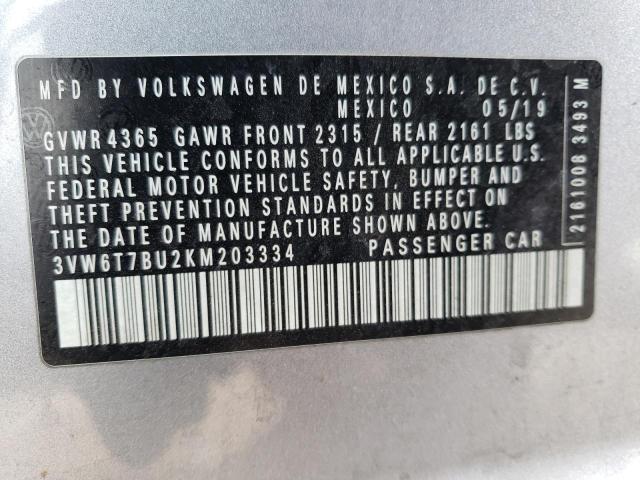 MFD BY VOLKSWAGEN DE MEXICO S.A. DE C.V.
MEXICO 05/19
GVWR 4365 GAWR FRONT 2315 / REAR 2161 LBS
THIS VEHICLE CONFORMS TO ALL APPLICABLE U.S.
FEDERAL MOTOR VEHICLE SAFETY, BUMPER AND
THEFT PREVENTION STANDARDS IN EFFECT ON
THE DATE OF MANUFACTURE SHOWN ABOVE.
3VW6T7BU2KM203334 PASSENGER CAR
2161008 3493 M